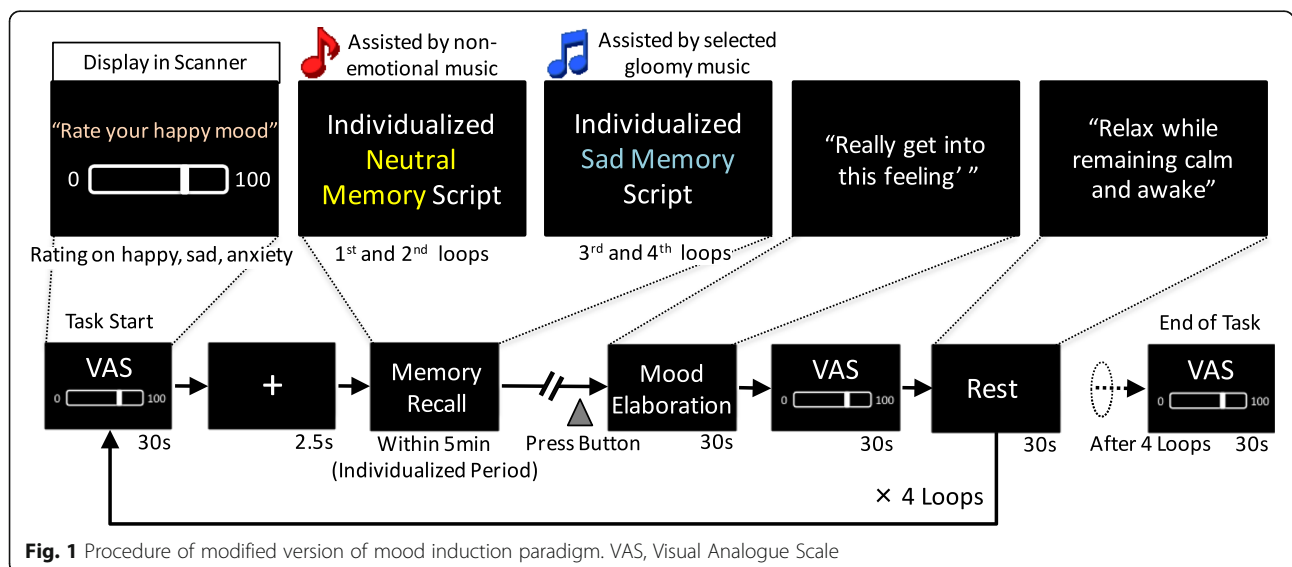 Display in Scanner
“Rate your happy mood”
0 100
Rating on happy, sad, anxiety
Assisted by non-
emotional music
Individualized
Neutral
Memory Script
1st and 2nd loops
Assisted by selected
gloomy music
Individualized
Sad Memory
Script
3rd and 4th loops
“Really get into
this feeling’ ”
“Relax while
remaining calm
and awake”
Task Start
VAS
0 100
30s
+
2.5s
Memory
Recall
Within 5min
(Individualized Period)
Press Button
Mood
Elaboration
30s
VAS
0 100
30s
Rest
30s
End of Task
VAS
0 100
After 4 Loops 30s
× 4 Loops
Fig. 1 Procedure of modified version of mood induction paradigm. VAS, Visual Analogue Scale